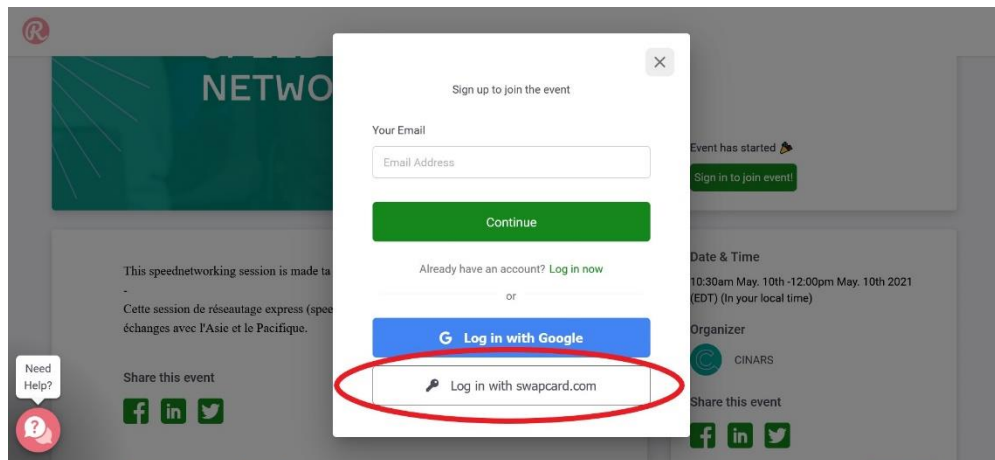 R
NETWO
Sign up to join the event
Your Email
Email Address
Continue
Already have an account? Log in now
or
G Log in with Google
Log in with swapcard.com
This speednetworking session is made ta
-
Cette session de réseautage express (spee
échanges avec l'Asie et le Pacifique.
Share this event
f in
Event has started
Sign in to join event!
Date & Time
10:30am May. 10th -12:00pm May. 10th 2021
(EDT) (In your local time)
Organizer
CINARS
Share this event
f in
Need
Help?
?